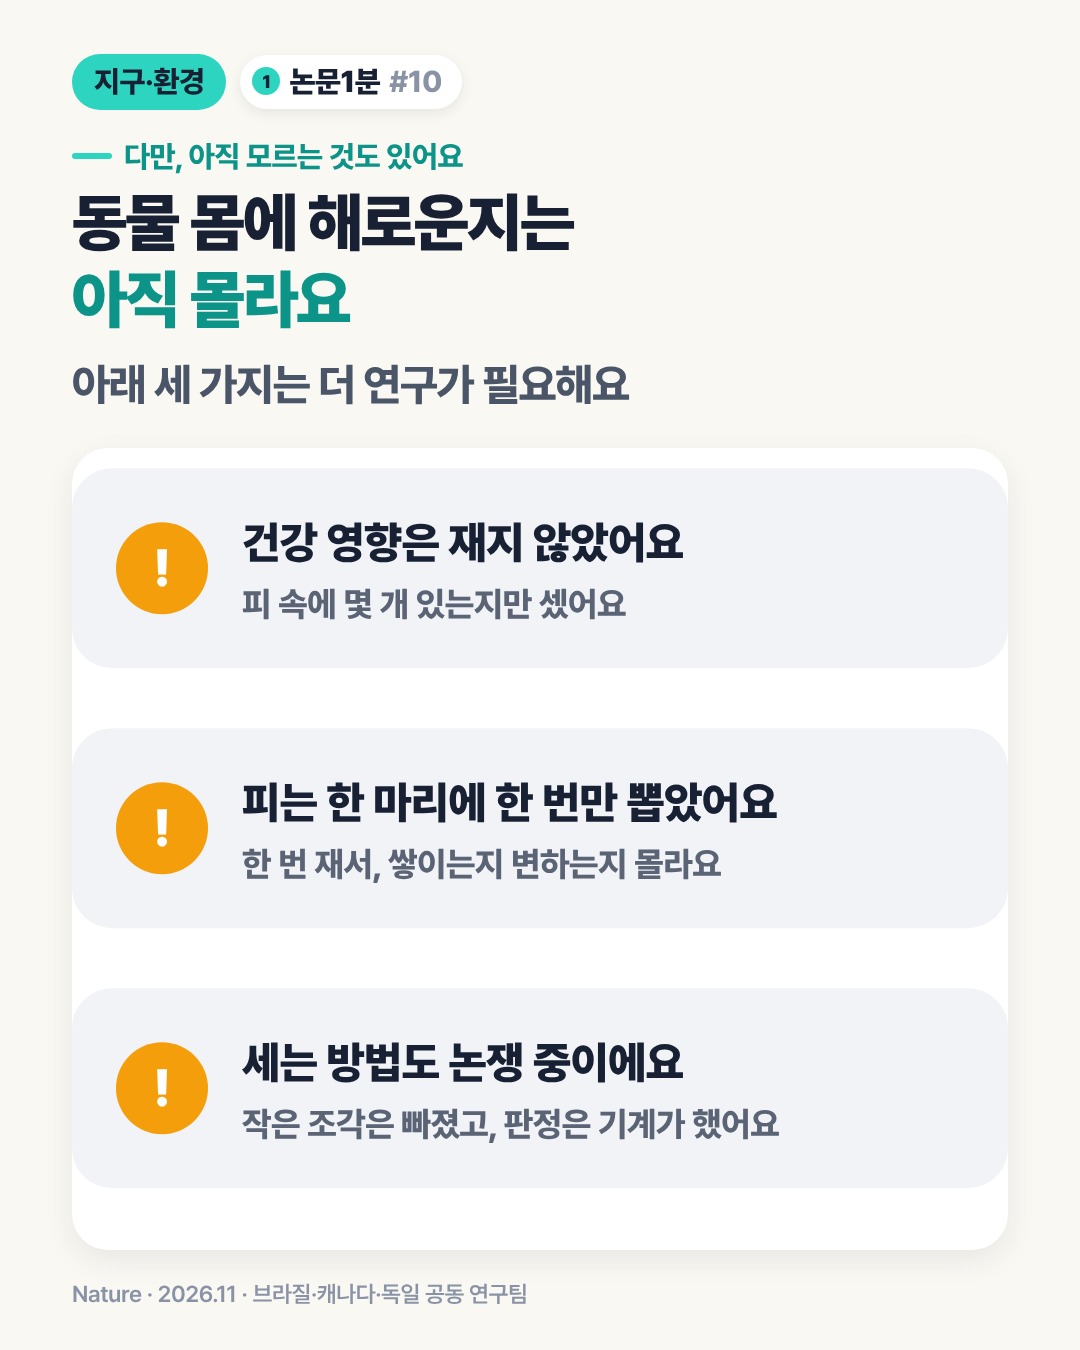 지구·환경
1 논문1분 #10
다만, 아직 모르는 것도 있어요
동물 몸에 해로운지는
아직 몰라요
아래 세 가지는 더 연구가 필요해요
! 건강 영향은 재지 않았어요
피 속에 몇 개 있는지만 셌어요
! 피는 한 마리에 한 번만 뽑았어요
한 번 재서, 쌓이는지 변하는지 몰라요
! 세는 방법도 논쟁 중이에요
작은 조각은 빠졌고, 판정은 기계가 했어요
Nature · 2026.11 · 브라질·캐나다·독일 공동 연구팀